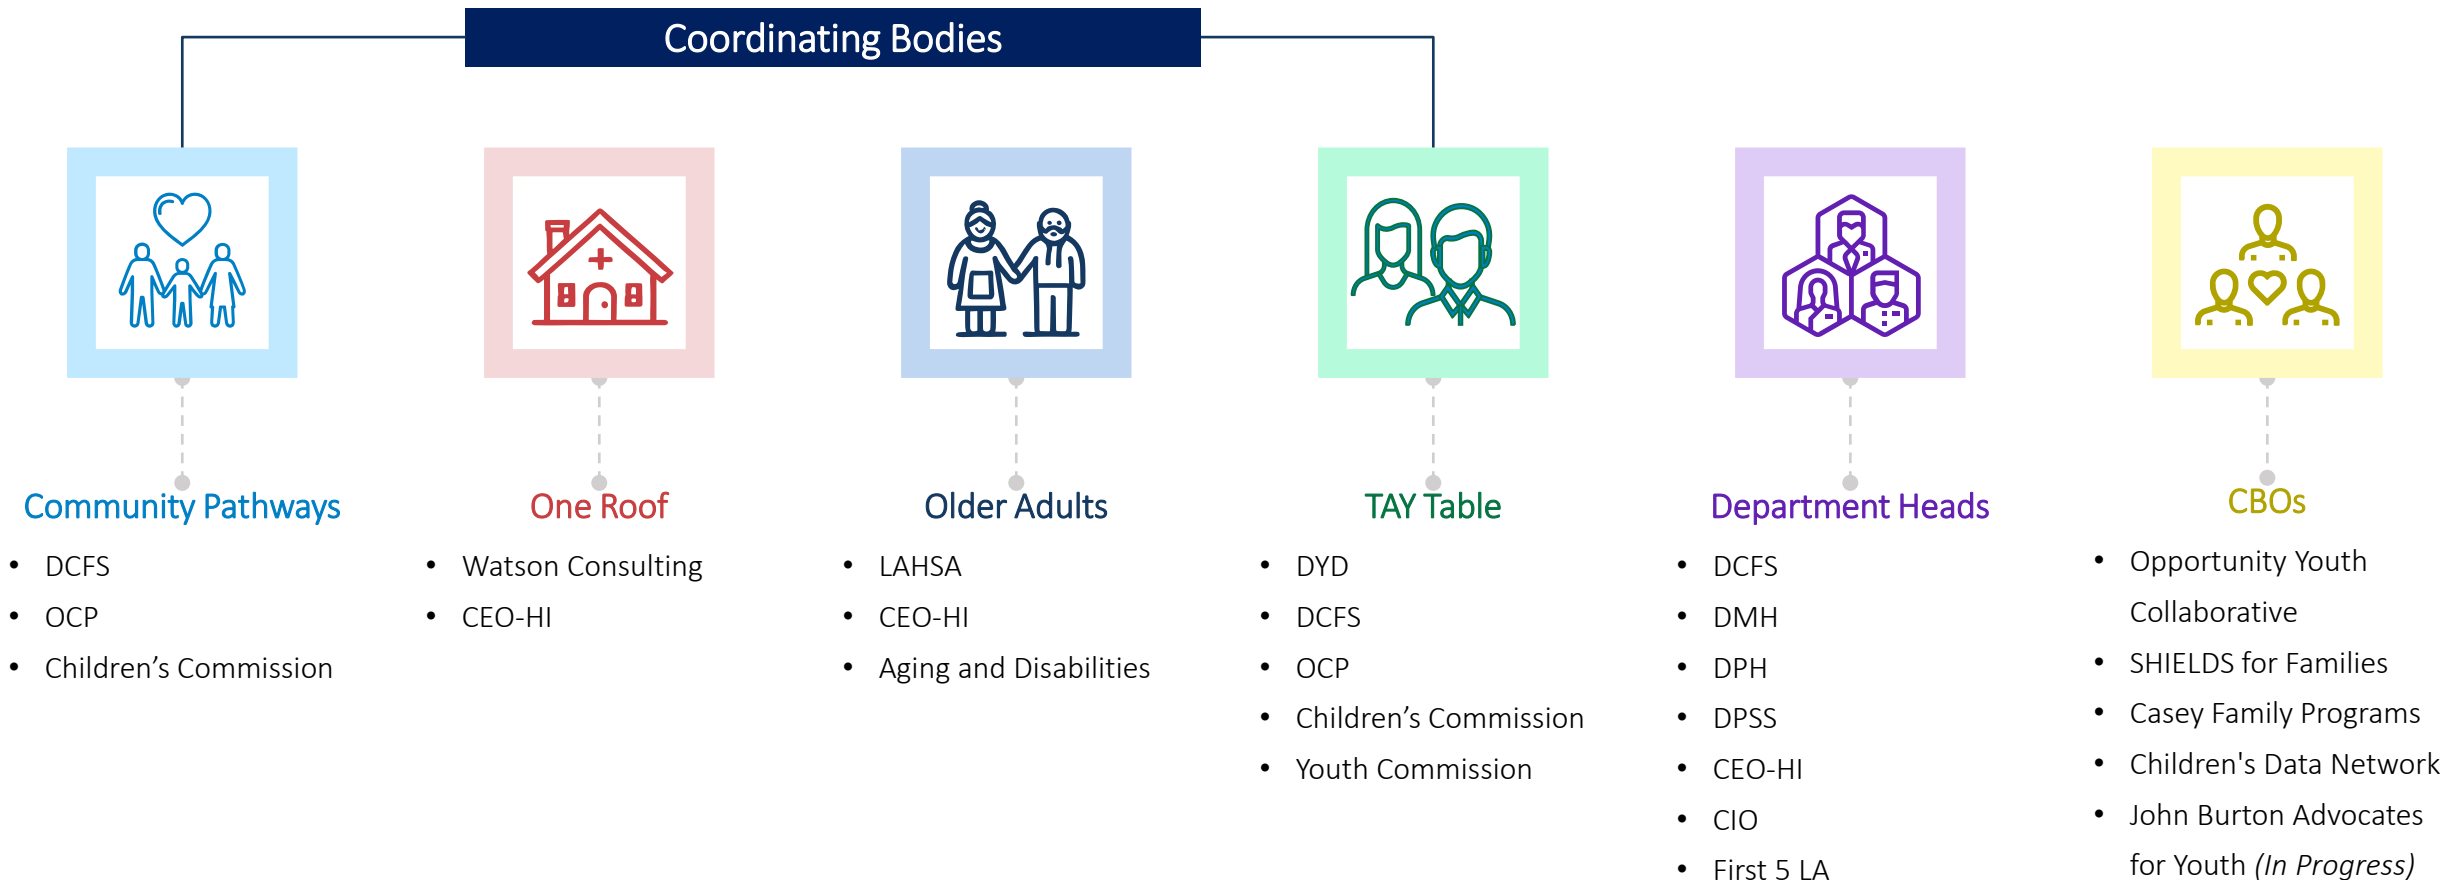 Coordinating Bodies
Community Pathways
• DCFS
• OCP
• Children’s Commission
One Roof
• Watson Consulting
• CEO-HI
Older Adults
• LAHSA
• CEO-HI
• Aging and Disabilities
TAY Table
• DYD
• DCFS
• OCP
• Children’s Commission
• Youth Commission
Department Heads
• DCFS
• DMH
• DPH
• DPSS
• CEO-HI
• CIO
• First 5 LA
CBOs
• Opportunity Youth
Collaborative
• SHIELDS for Families
• Casey Family Programs
• Children's Data Network
• John Burton Advocates
for Youth (In Progress)